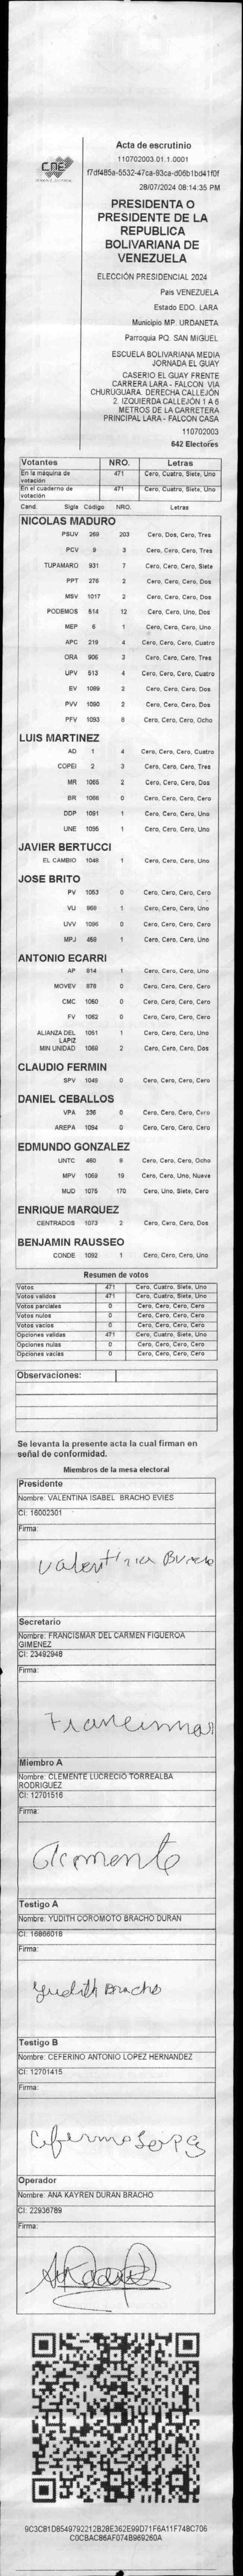 CNE
Acta de escrutinio
110702003.01.1.0001
f7df485a-5532-47ca-93ca-d06b1bd41f0f
28/07/2024 08:14:35 PM
PRESIDENTA O
PRESIDENTE DE LA
REPUBLICA
BOLIVARIANA DE
VENEZUELA
ELECCIÓN PRESIDENCIAL 2024
País VENEZUELA
Estado EDO. LARA
Municipio MP. URDANETA
Parroquia PQ. SAN MIGUEL
ESCUELA BOLIVARIANA MEDIA
JORNADA EL GUAY
CASERIO EL GUAY FRENTE
CARRERA LARA - FALCON. VIA
CHURUGUARA. DERECHA CALLEJÓN
2. IZQUIERDA CALLEJÓN 1 A 6
METROS DE LA CARRETERA
PRINCIPAL LARA - FALCON CASA
110702003
642 Electores
Votantes NRO. Letras
En la máquina de votación 471 Cero, Cuatro, Siete, Uno
En el cuaderno de votación 471 Cero, Cuatro, Siete, Uno
Cand. Sigla Código NRO. Letras
NICOLAS MADURO
PSUV 269 203 Cero, Dos, Cero, Tres
PCV 9 3 Cero, Cero, Cero, Tres
TUPAMARO 931 7 Cero, Cero, Cero, Siete
PPT 276 2 Cero, Cero, Cero, Dos
MSV 1017 2 Cero, Cero, Cero, Dos
PODEMOS 514 12 Cero, Cero, Uno, Dos
MEP 6 1 Cero, Cero, Cero, Uno
APC 219 4 Cero, Cero, Cero, Cuatro
ORA 906 3 Cero, Cero, Cero, Tres
UPV 513 4 Cero, Cero, Cero, Cuatro
EV 1089 2 Cero, Cero, Cero, Dos
PVV 1090 2 Cero, Cero, Cero, Dos
PFV 1093 8 Cero, Cero, Cero, Ocho
LUIS MARTINEZ
AD 1 4 Cero, Cero, Cero, Cuatro
COPEI 2 3 Cero, Cero, Cero, Tres
MR 1065 2 Cero, Cero, Cero, Dos
BR 1066 0 Cero, Cero, Cero, Cero
DDP 1091 1 Cero, Cero, Cero, Uno
UNE 1095 1 Cero, Cero, Cero, Uno
JAVIER BERTUCCI
EL CAMBIO 1048 1 Cero, Cero, Cero, Uno
JOSE BRITO
PV 1053 0 Cero, Cero, Cero, Cero
VU 968 1 Cero, Cero, Cero, Uno
UVV 1096 0 Cero, Cero, Cero, Cero
MPJ 459 1 Cero, Cero, Cero, Uno
ANTONIO ECARRI
AP 814 1 Cero, Cero, Cero, Uno
MOVEV 876 0 Cero, Cero, Cero, Cero
CMC 1050 0 Cero, Cero, Cero, Cero
FV 1062 0 Cero, Cero, Cero, Cero
ALIANZA DEL LAPIZ 1051 1 Cero, Cero, Cero, Uno
MIN UNIDAD 1069 2 Cero, Cero, Cero, Dos
CLAUDIO FERMIN
SPV 1049 0 Cero, Cero, Cero, Cero
DANIEL CEBALLOS
VPA 236 0 Cero, Cero, Cero, Cero
AREPA 1094 0 Cero, Cero, Cero, Cero
EDMUNDO GONZALEZ
UNTC 460 8 Cero, Cero, Cero, Ocho
MPV 1069 19 Cero, Cero, Uno, Nueve
MUD 1075 170 Cero, Uno, Siete, Cero
ENRIQUE MARQUEZ
CENTRADOS 1073 2 Cero, Cero, Cero, Dos
BENJAMIN RAUSSEO
CONDE 1092 1 Cero, Cero, Cero, Uno
Resumen de votos
Votos 471 Cero, Cuatro, Siete, Uno
Votos validos 471 Cero, Cuatro, Siete, Uno
Votos parciales 0 Cero, Cero, Cero, Cero
Votos nulos 0 Cero, Cero, Cero, Cero
Votos vacios 0 Cero, Cero, Cero, Cero
Opciones validas 471 Cero, Cuatro, Siete, Uno
Opciones nulas 0 Cero, Cero, Cero, Cero
Opciones vacias 0 Cero, Cero, Cero, Cero
Observaciones:
Se levanta la presente acta la cual firman en
señal de conformidad.
Miembros de la mesa electoral
Presidente
Nombre: VALENTINA ISABEL BRACHO EVIES
CI: 16002301
Firma:
Valentina Bracho
Secretario
Nombre: FRANCISMAR DEL CARMEN FIGUEROA
GIMENEZ
CI: 23492948
Firma:
Francismar
Miembro A
Nombre: CLEMENTE LUCRECIO TORREALBA
RODRIGUEZ
CI: 12701516
Firma:
Clemente
Testigo A
Nombre: YUDITH COROMOTO BRACHO DURAN
CI: 16866018
Firma:
Yudith Bracho
Testigo B
Nombre: CEFERINO ANTONIO LOPEZ HERNANDEZ
CI: 12701415
Firma:
Operador
Nombre: ANA KAYREN DURAN BRACHO
CI: 22936789
Firma:
9C3C81D8549792212B28E362E99D71F6A11F748C706
C0CBAC86AF074B969260A